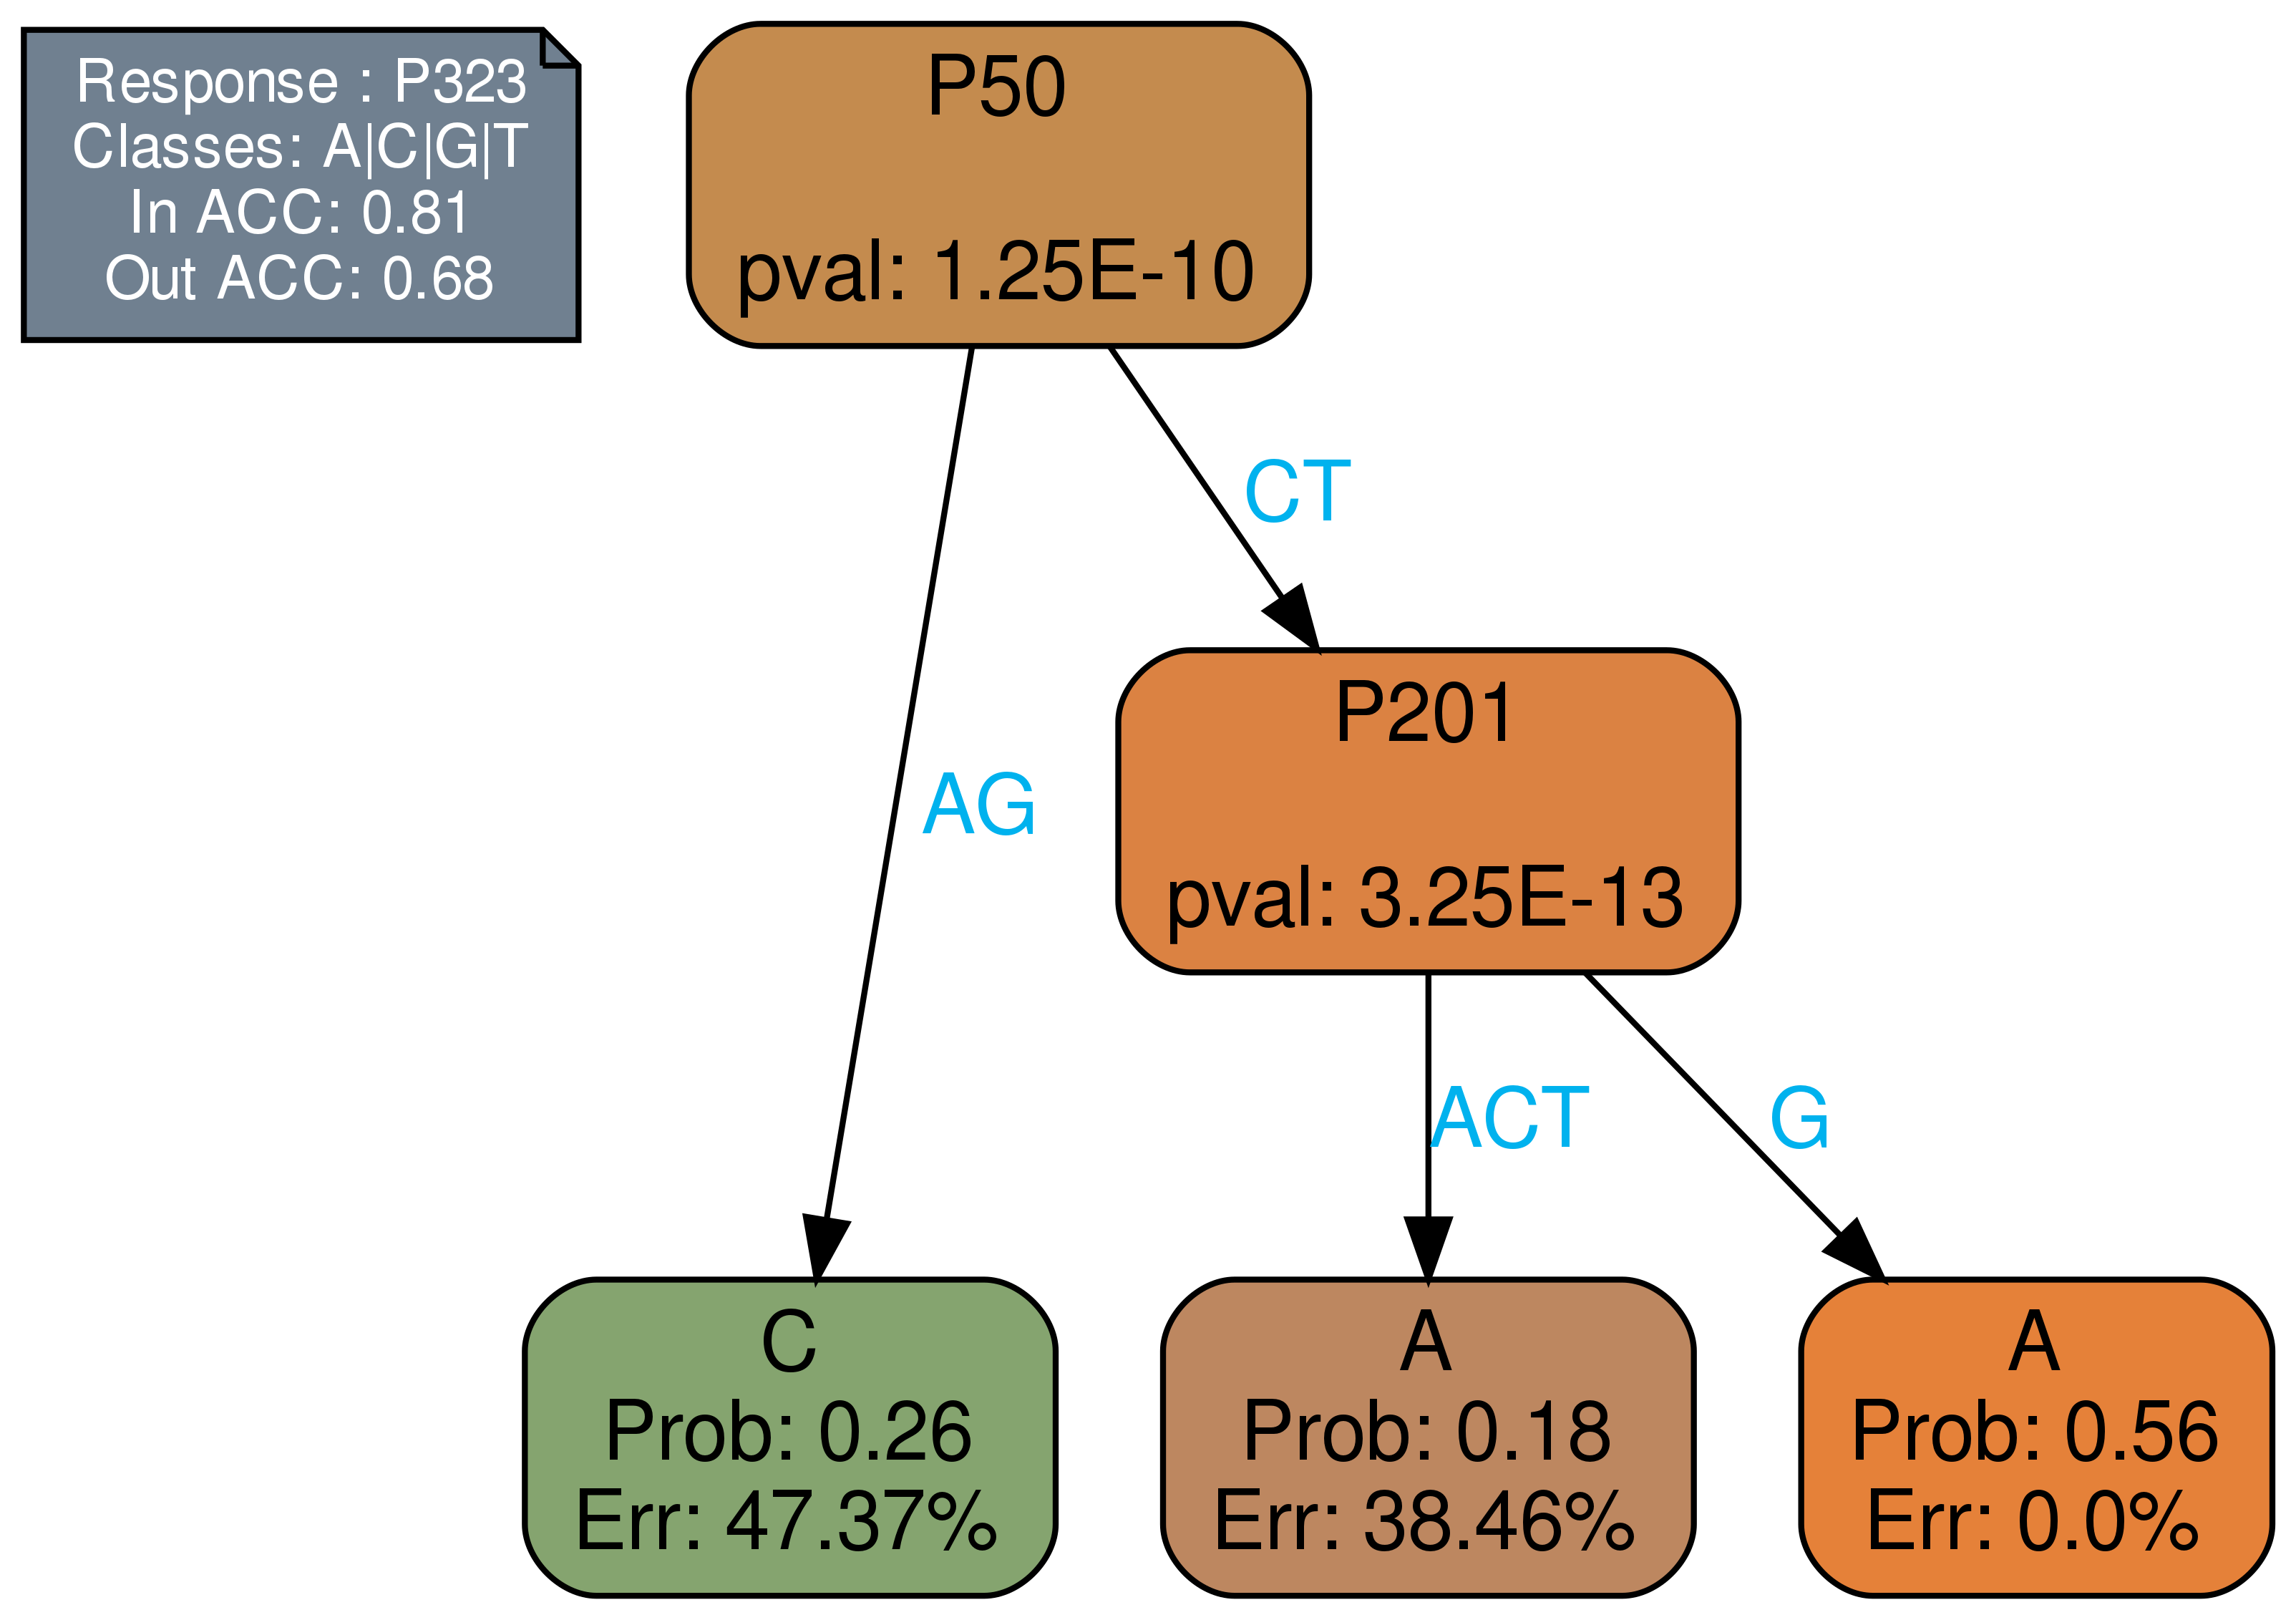 Response : P323
Classes: A|C|G|T
In ACC: 0.81
Out ACC: 0.68
P50
pval: 1.25E-10
CT
AG
P201
pval: 3.25E-13
ACT
G
C
Prob: 0.26
Err: 47.37%
A
Prob: 0.18
Err: 38.46%
A
Prob: 0.56
Err: 0.0%